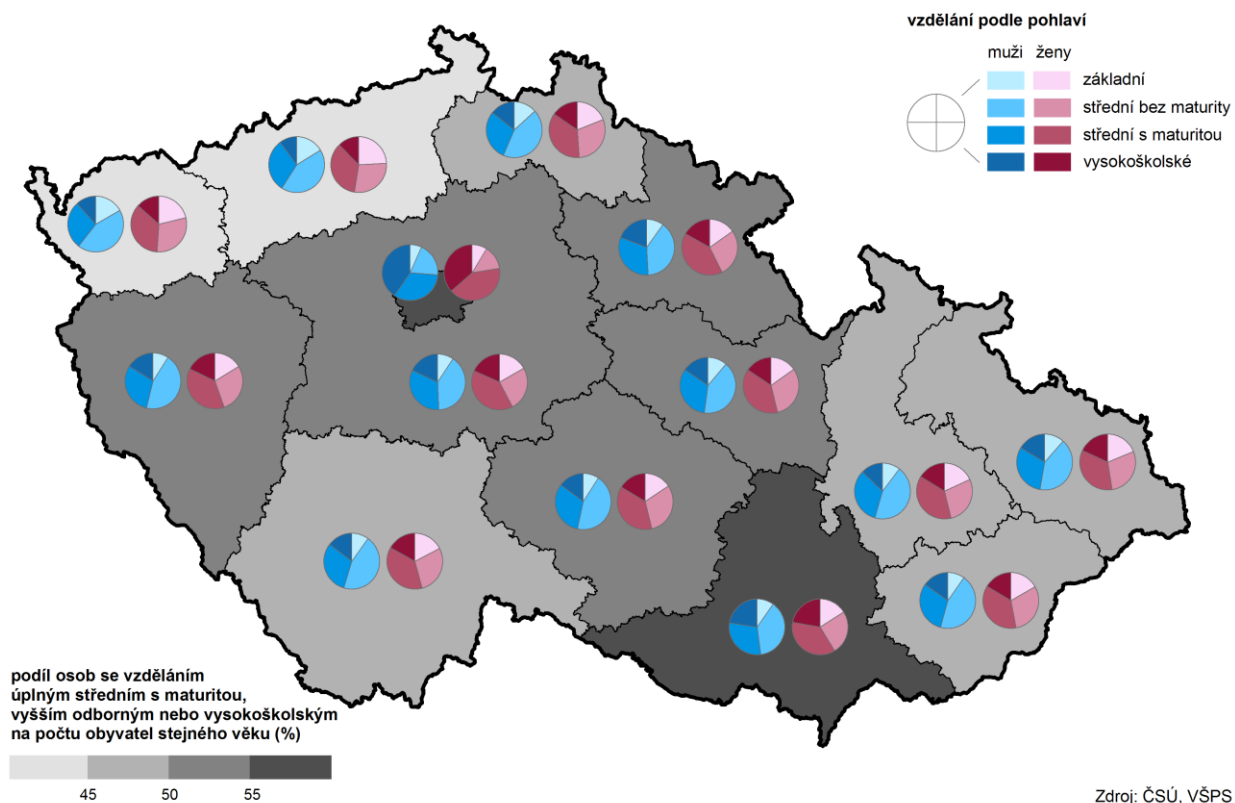 vzdělání podle pohlaví
muži ženy
základní
střední bez maturity
střední s maturitou
vysokoškolské
podíl osob se vzděláním
úplným středním s maturitou,
vyšším odborným nebo vysokoškolským
na počtu obyvatel stejného věku (%)
45 50 55
Zdroj: ČSÚ, VŠPS